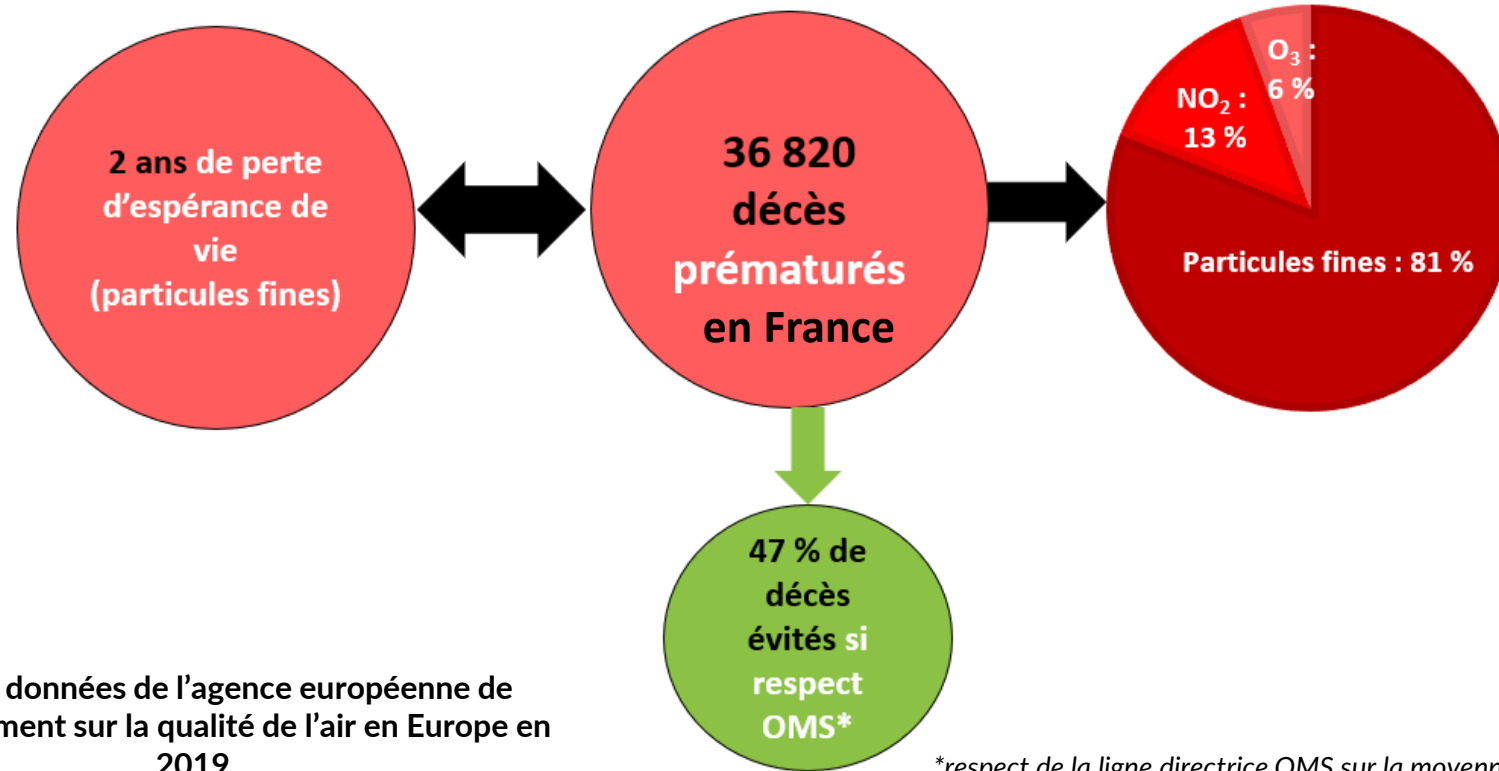 2 ans de perte
d’espérance de
vie
(particules fines)
36 820
décès
prématurés
en France
O₃ :
6 %
NO₂ :
13 %
Particules fines : 81 %
47 % de
décès
évités si
respect
OMS*
données de l’agence européenne de
ment sur la qualité de l’air en Europe en
2019
*respect de la ligne directrice OMS sur la moyenn